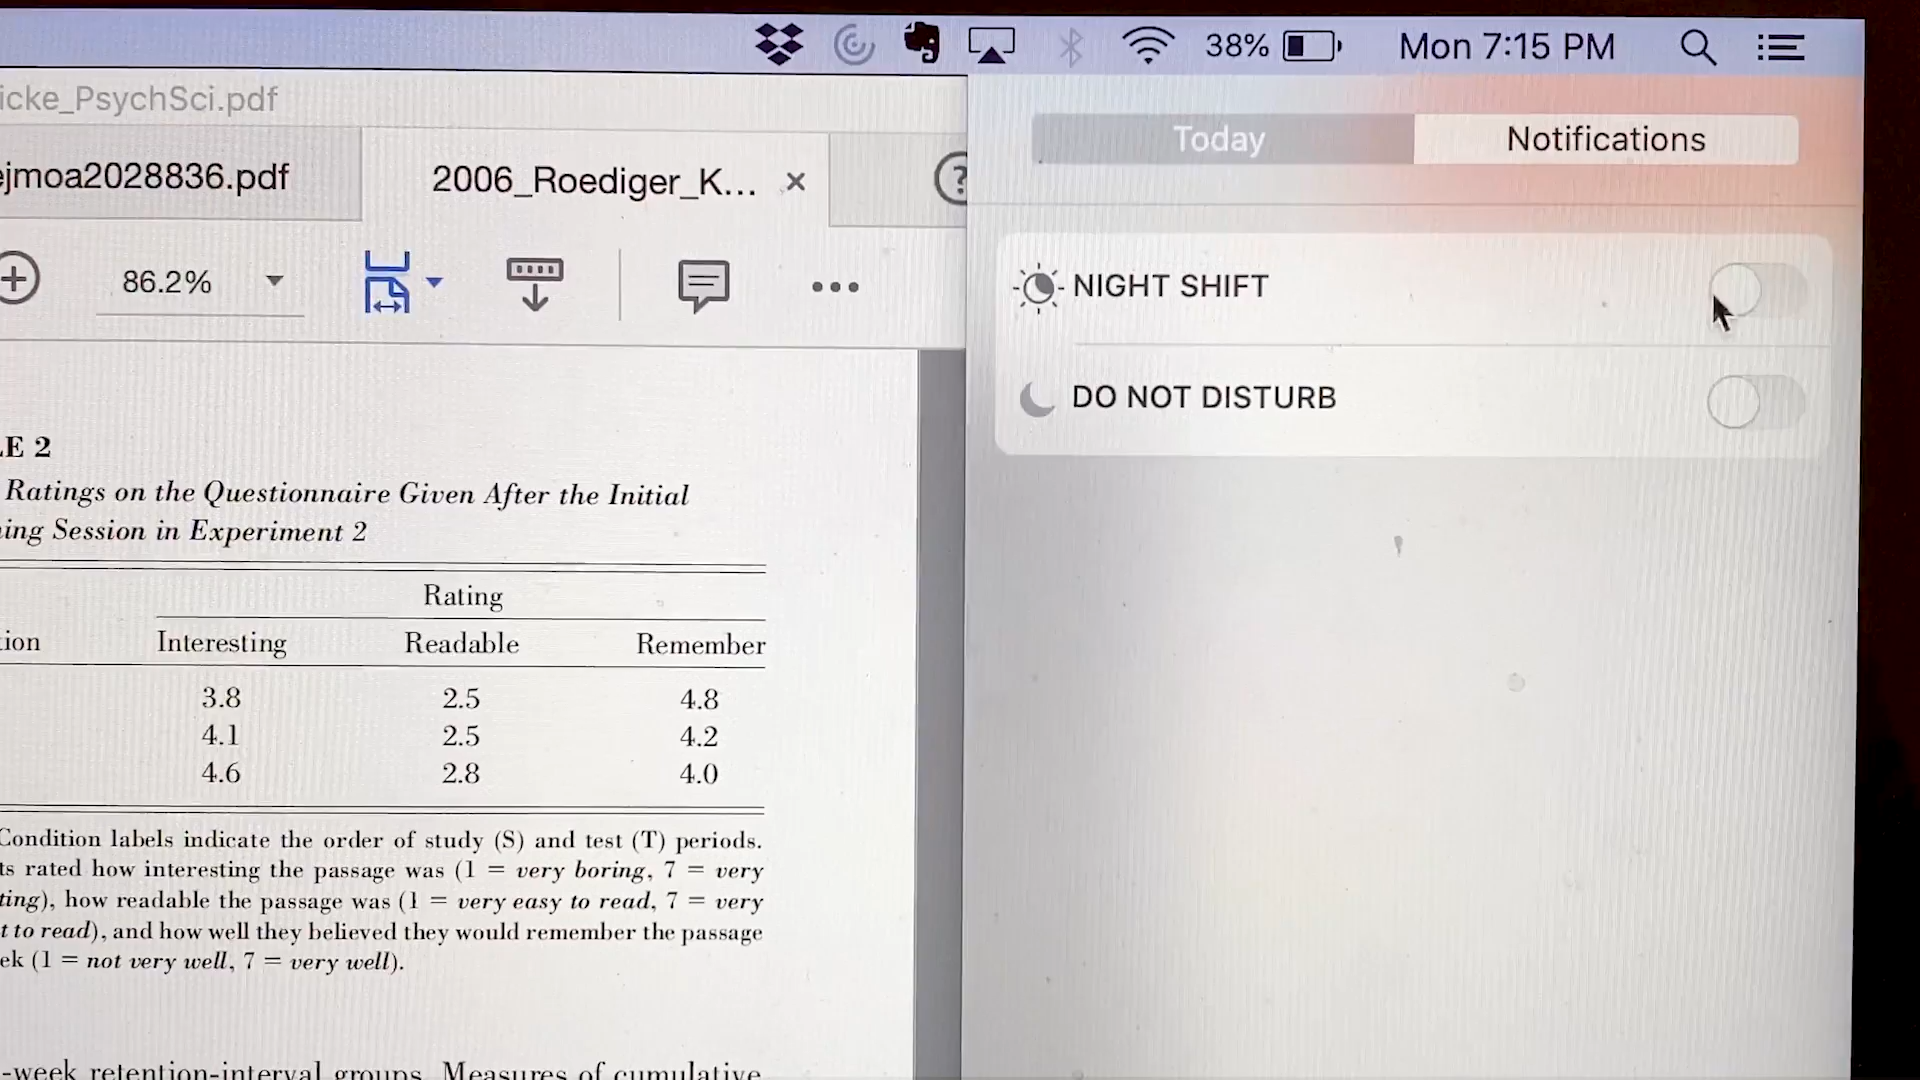 38%
Mon 7:15 PM
icke_PsychSci.pdf
ejmoa2028836.pdf
2006_Roediger_K...
86.2%
Today
Notifications
NIGHT SHIFT
DO NOT DISTURB
LE 2
Ratings on the Questionnaire Given After the Initial
ning Session in Experiment 2
Rating
tion Interesting Readable Remember
3.8 2.5 4.8
4.1 2.5 4.2
4.6 2.8 4.0
Condition labels indicate the order of study (S) and test (T) periods.
ts rated how interesting the passage was (1 = very boring, 7 = very
ting), how readable the passage was (1 = very easy to read, 7 = very
t to read), and how well they believed they would remember the passage
ek (1 = not very well, 7 = very well).
-week retention-interval groups. Measures of cumulative